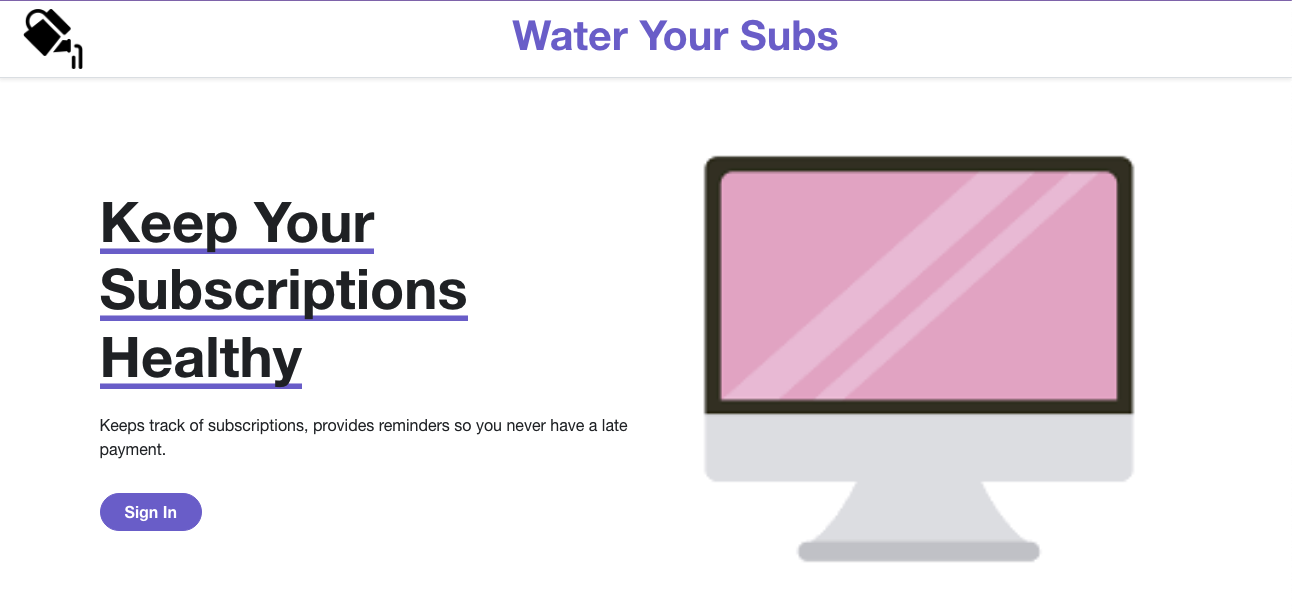 Water Your Subs
Keep Your
Subscriptions
Healthy
Keeps track of subscriptions, provides reminders so you never have a late
payment.
Sign In